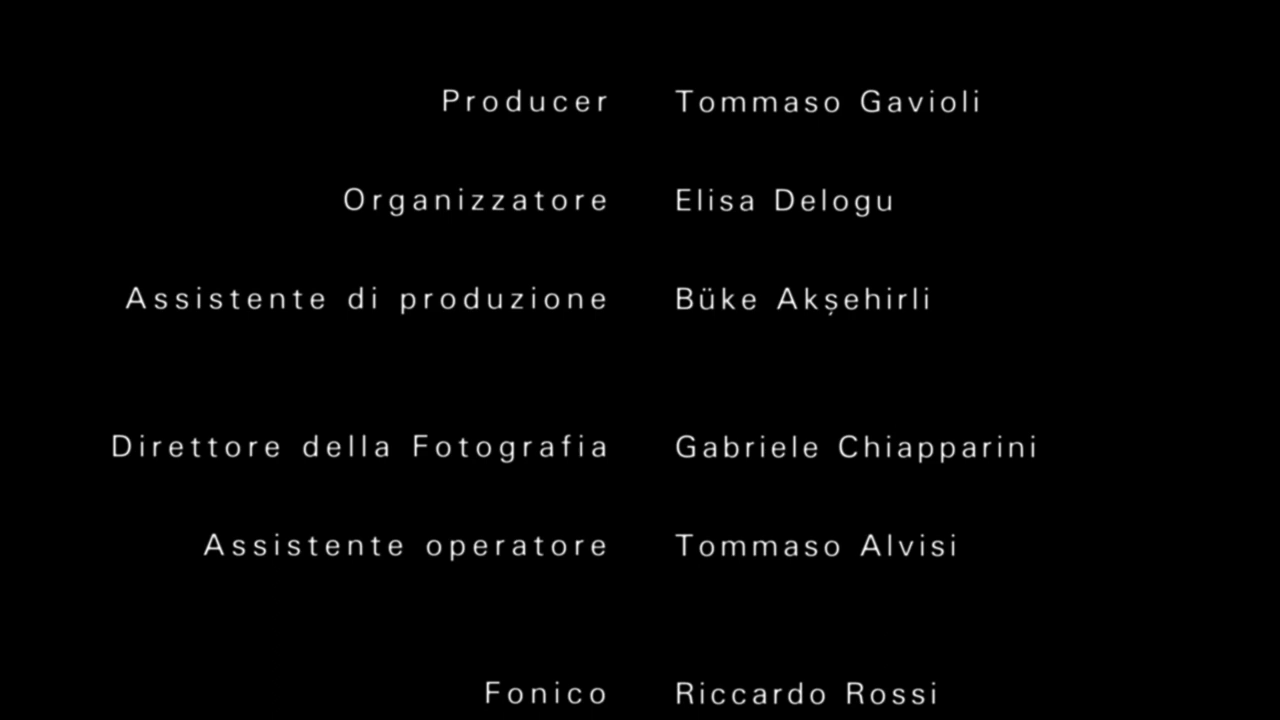 Producer Tommaso Gavioli
Organizzatore Elisa Delogu
Assistente di produzione Büke Akşehirli
Direttore della Fotografia Gabriele Chiapparini
Assistente operatore Tommaso Alvisi
Fonico Riccardo Rossi